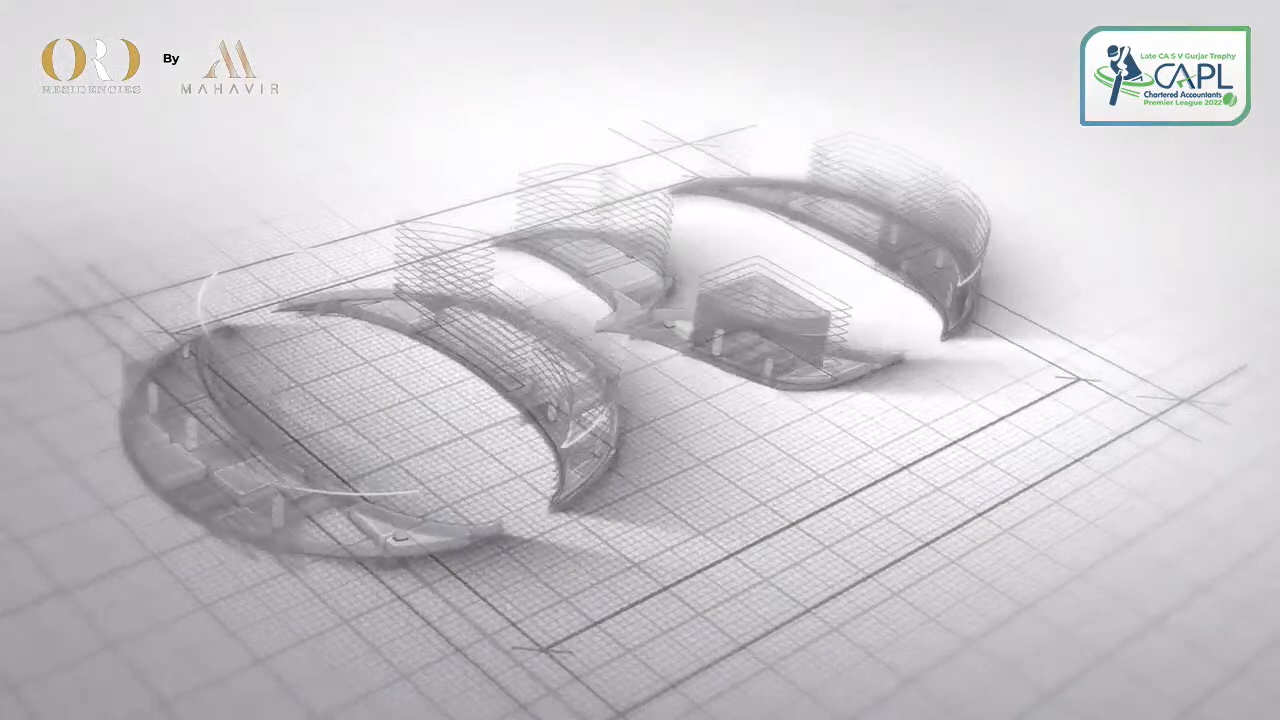 ORO
RESIDENCIES
By
MAHAVIR
Late CA S V Gurjar Trophy
CAPL
Chartered Accountants
Premier League 2022